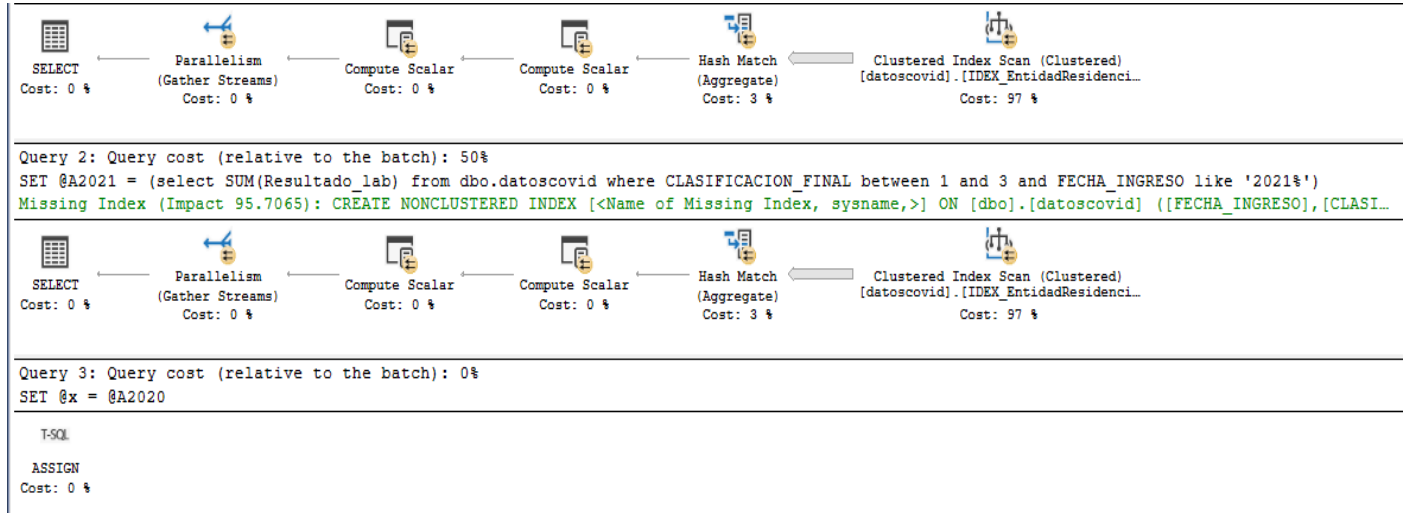 SELECT
Cost: 0 %
Parallelism
(Gather Streams)
Cost: 0 %
Compute Scalar
Cost: 0 %
Compute Scalar
Cost: 0 %
Hash Match
(Aggregate)
Cost: 3 %
Clustered Index Scan (Clustered)
[datoscovid].[IDEX_EntidadResidenci…
Cost: 97 %
Query 2: Query cost (relative to the batch): 50%
SET @A2021 = (select SUM(Resultado_lab) from dbo.datoscovid where CLASIFICACION_FINAL between 1 and 3 and FECHA_INGRESO like '2021%')
Missing Index (Impact 95.7065): CREATE NONCLUSTERED INDEX [<Name of Missing Index, sysname,>] ON [dbo].[datoscovid] ([FECHA_INGRESO],[CLASI…
SELECT
Cost: 0 %
Parallelism
(Gather Streams)
Cost: 0 %
Compute Scalar
Cost: 0 %
Compute Scalar
Cost: 0 %
Hash Match
(Aggregate)
Cost: 3 %
Clustered Index Scan (Clustered)
[datoscovid].[IDEX_EntidadResidenci…
Cost: 97 %
Query 3: Query cost (relative to the batch): 0%
SET @x = @A2020
T-SQL
ASSIGN
Cost: 0 %